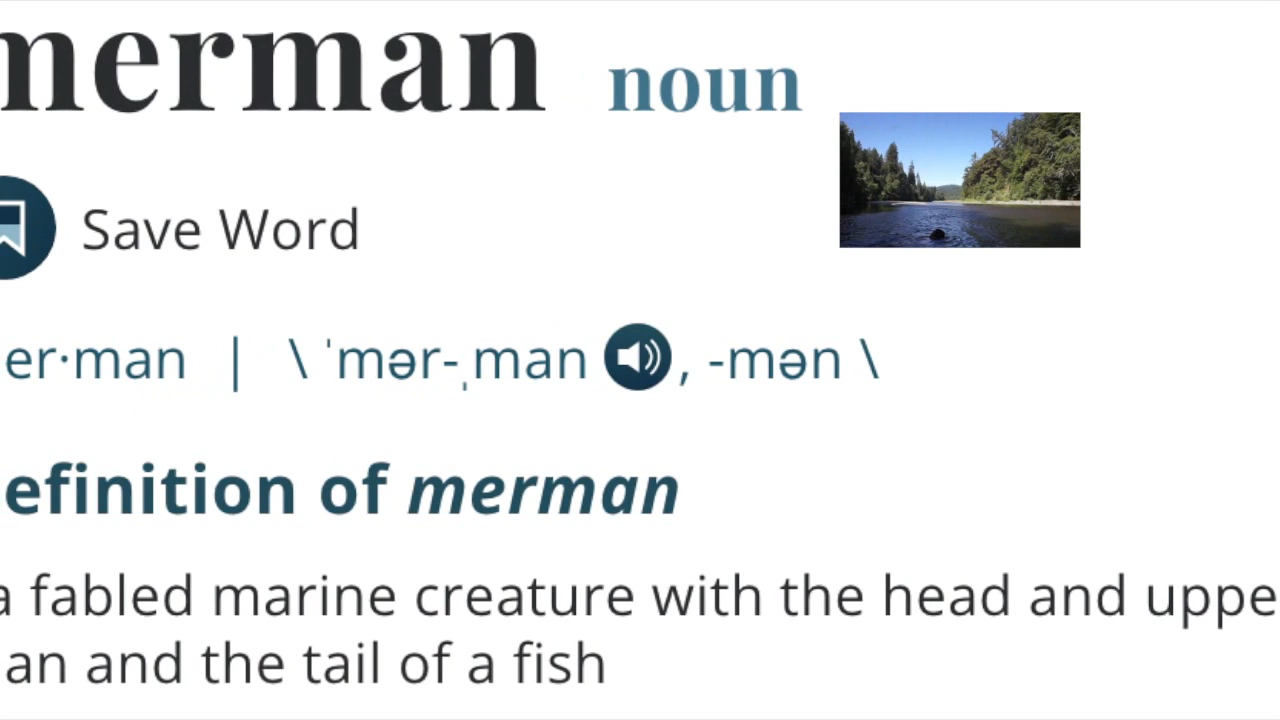 merman noun
Save Word
er·man | \ ˈmər-ˌman , -mən \
efinition of merman
a fabled marine creature with the head and uppe
an and the tail of a fish